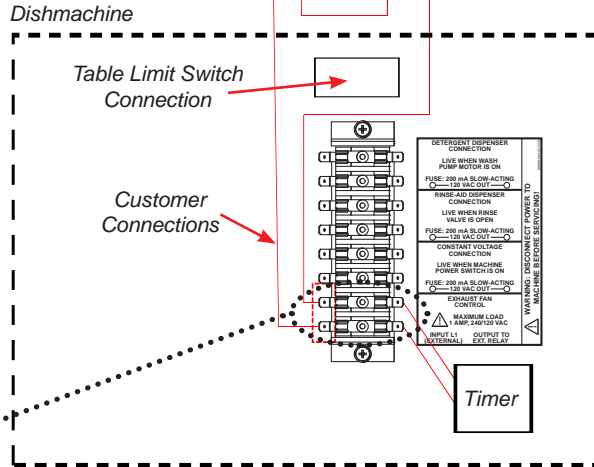 Dishmachine
Table Limit Switch
Connection
Customer
Connections
DETERGENT DISPENSER
CONNECTION
LIVE WHEN WASH
PUMP MOTOR IS ON
FUSE: 200 mA SLOW-ACTING
120 VAC OUT
RINSE-AID DISPENSER
CONNECTION
LIVE WHEN RINSE
VALVE IS OPEN
FUSE: 200 mA SLOW-ACTING
120 VAC OUT
CONSTANT VOLTAGE
CONNECTION
LIVE WHEN MACHINE
POWER SWITCH IS ON
FUSE: 200 mA SLOW-ACTING
120 VAC OUT
EXHAUST FAN
CONTROL
MAXIMUM LOAD
1 AMP, 240/120 VAC
INPUT L1 OUTPUT TO
(EXTERNAL) EXT. RELAY
WARNING: DISCONNECT POWER TO
MACHINE BEFORE SERVICING!
Timer